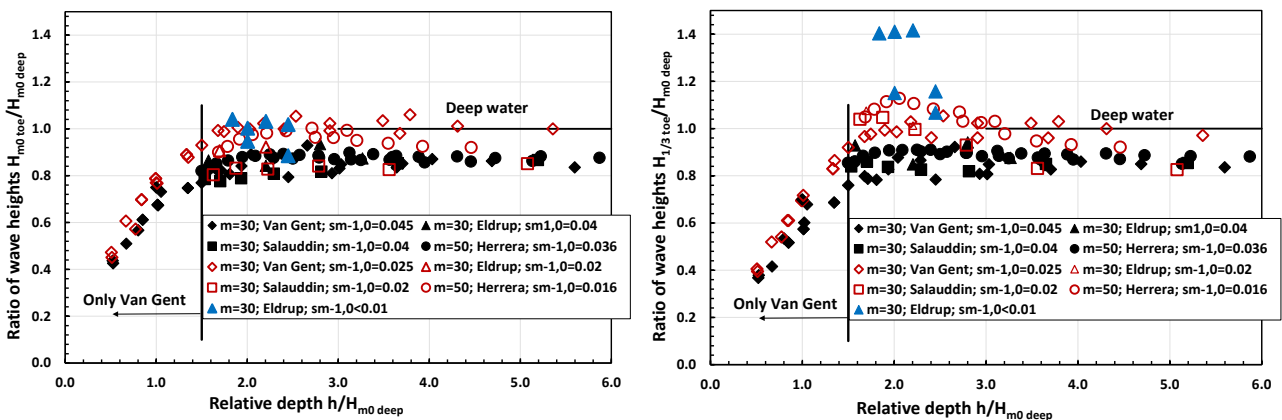 Ratio of wave heights Hm0 toe/Hm0 deep
1.4
1.2
1.0
0.8
0.6
0.4
0.2
0.0
Deep water
m=30; Van Gent; sm-1,0=0.045
m=30; Eldrup; sm1,0=0.04
m=30; Salauddin; sm-1,0=0.04
m=50; Herrera; sm-1,0=0.036
m=30; Van Gent; sm-1,0=0.025
m=30; Eldrup; sm-1,0=0.02
m=30; Salauddin; sm-1,0=0.02
m=50; Herrera; sm-1,0=0.016
m=30; Eldrup; sm-1,0<0.01
Only Van Gent
0.0 1.0 2.0 3.0 4.0 5.0 6.0
Relative depth h/Hm0 deep
Ratio of wave heights H1/3 toe/Hm0 deep
1.4
1.2
1.0
0.8
0.6
0.4
0.2
0.0
Deep water
m=30; Van Gent; sm-1,0=0.045
m=30; Eldrup; sm-1,0=0.04
m=30; Salauddin; sm-1,0=0.04
m=50; Herrera; sm-1,0=0.036
m=30; Van Gent; sm-1,0=0.025
m=30; Eldrup; sm-1,0=0.02
m=30; Salauddin; sm-1,0=0.02
m=50; Herrera; sm-1,0=0.016
m=30; Eldrup; sm-1,0<0.01
Only Van Gent
0.0 1.0 2.0 3.0 4.0 5.0 6.0
Relative depth h/Hm0 deep